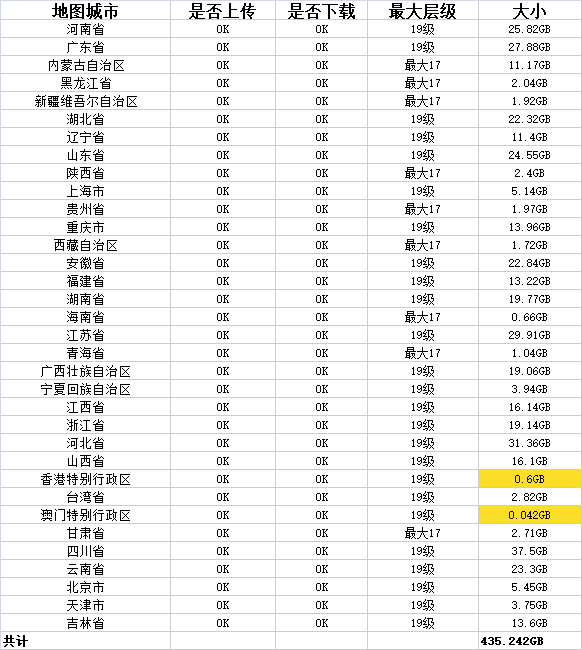 地图城市 是否上传 是否下载 最大层级 大小
河南省 OK OK 19级 25.82GB
广东省 OK OK 19级 27.88GB
内蒙古自治区 OK OK 最大17 11.17GB
黑龙江省 OK OK 最大17 2.04GB
新疆维吾尔自治区 OK OK 最大17 1.92GB
湖北省 OK OK 19级 22.32GB
辽宁省 OK OK 19级 11.4GB
山东省 OK OK 19级 24.55GB
陕西省 OK OK 最大17 2.4GB
上海市 OK OK 19级 5.14GB
贵州省 OK OK 最大17 1.97GB
重庆市 OK OK 19级 13.96GB
西藏自治区 OK OK 最大17 1.72GB
安徽省 OK OK 19级 22.84GB
福建省 OK OK 19级 13.22GB
湖南省 OK OK 19级 19.77GB
海南省 OK OK 最大17 0.66GB
江苏省 OK OK 19级 29.91GB
青海省 OK OK 最大17 1.04GB
广西壮族自治区 OK OK 19级 19.06GB
宁夏回族自治区 OK OK 19级 3.94GB
江西省 OK OK 19级 16.14GB
浙江省 OK OK 19级 19.14GB
河北省 OK OK 19级 31.36GB
山西省 OK OK 19级 16.1GB
香港特别行政区 OK OK 19级 0.6GB
台湾省 OK OK 19级 2.82GB
澳门特别行政区 OK OK 19级 0.042GB
甘肃省 OK OK 最大17 2.71GB
四川省 OK OK 19级 37.5GB
云南省 OK OK 19级 23.3GB
北京市 OK OK 19级 5.45GB
天津市 OK OK 19级 3.75GB
吉林省 OK OK 19级 13.6GB
共计 435.242GB